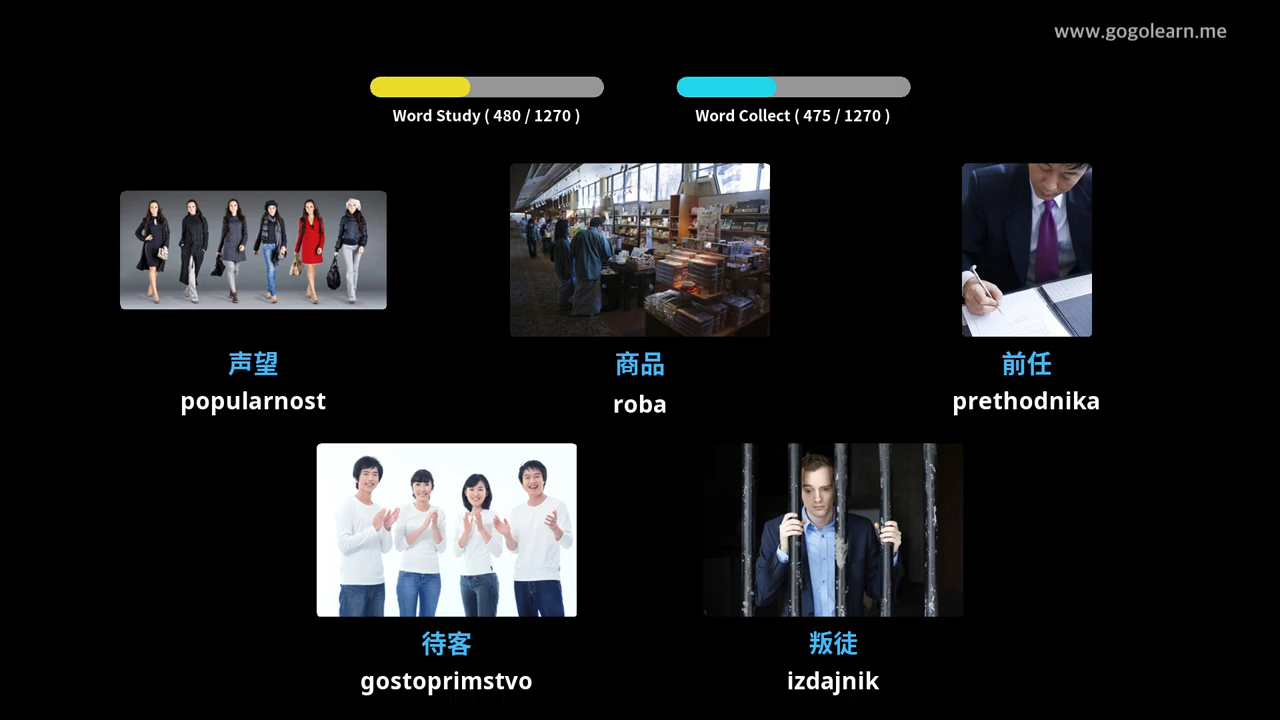 www.gogolearn.me
Word Study ( 480 / 1270 )
Word Collect ( 475 / 1270 )
声望
popularnost
商品
roba
前任
prethodnika
待客
gostoprimstvo
叛徒
izdajnik